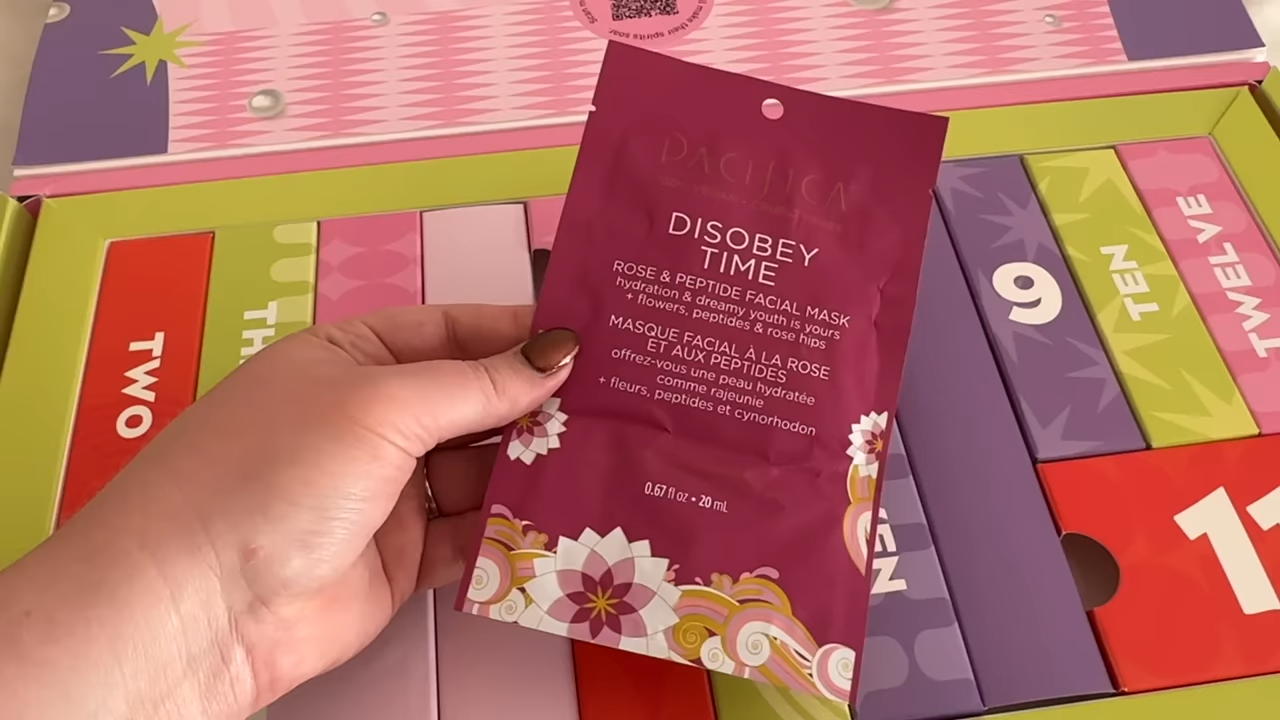 PACIFICA
DISOBEY
TIME
ROSE & PEPTIDE FACIAL MASK
hydration & dreamy youth is yours
+ flowers, peptides & rose hips
MASQUE FACIAL À LA ROSE
ET AUX PEPTIDES
offrez-vous une peau hydratée
comme rajeunie
+ fleurs, peptides et cynorhodon
0.67 fl oz • 20 mL
TWO
TH
9
TEN
TWELVE
EN
11